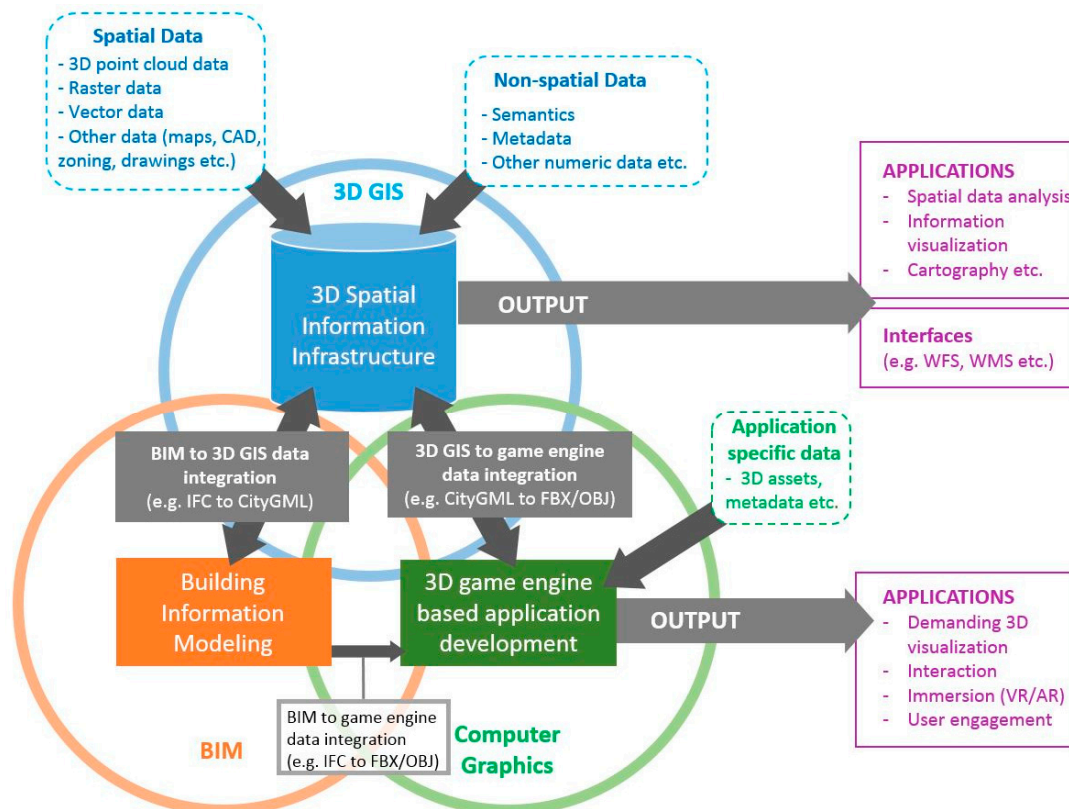 Spatial Data
- 3D point cloud data
- Raster data
- Vector data
- Other data (maps, CAD,
zoning, drawings etc.)
Non-spatial Data
- Semantics
- Metadata
- Other numeric data etc.
3D GIS
3D Spatial
Information
Infrastructure
OUTPUT
APPLICATIONS
- Spatial data analysis
- Information
visualization
- Cartography etc.
Interfaces
(e.g. WFS, WMS etc.)
BIM to 3D GIS data
integration
(e.g. IFC to CityGML)
3D GIS to game engine
data integration
(e.g. CityGML to FBX/OBJ)
Application
specific data
- 3D assets,
metadata etc.
Building
Information
Modeling
3D game engine
based application
development
OUTPUT
APPLICATIONS
- Demanding 3D
visualization
- Interaction
- Immersion (VR/AR)
- User engagement
BIM to game engine
data integration
(e.g. IFC to FBX/OBJ)
BIM
Computer
Graphics